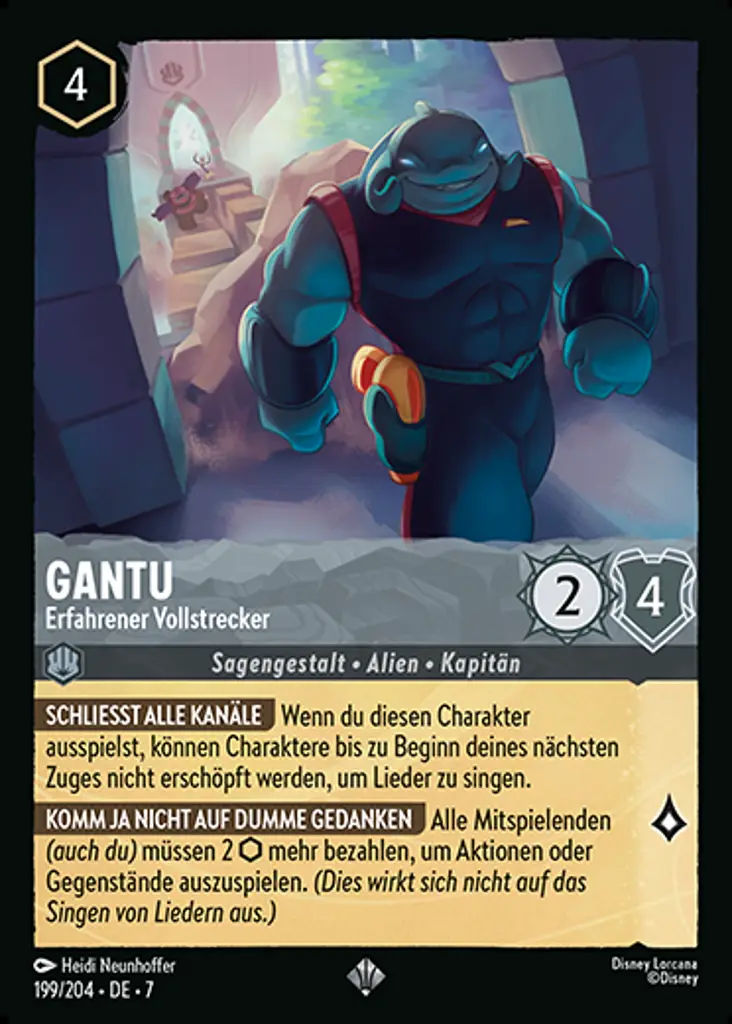 4
GANTU
Erfahrener Vollstrecker
2
4
Sagengestalt • Alien • Kapitän
SCHLIESST ALLE KANÄLE Wenn du diesen Charakter
ausspielst, können Charaktere bis zu Beginn deines nächsten
Zuges nicht erschöpft werden, um Lieder zu singen.
KOMM JA NICHT AUF DUMME GEDANKEN Alle Mitspielenden
(auch du) müssen 2 mehr bezahlen, um Aktionen oder
Gegenstände auszuspielen. (Dies wirkt sich nicht auf das
Singen von Liedern aus.)
Heidi Neunhoffer
199/204 • DE • 7
Disney Lorcana
©Disney